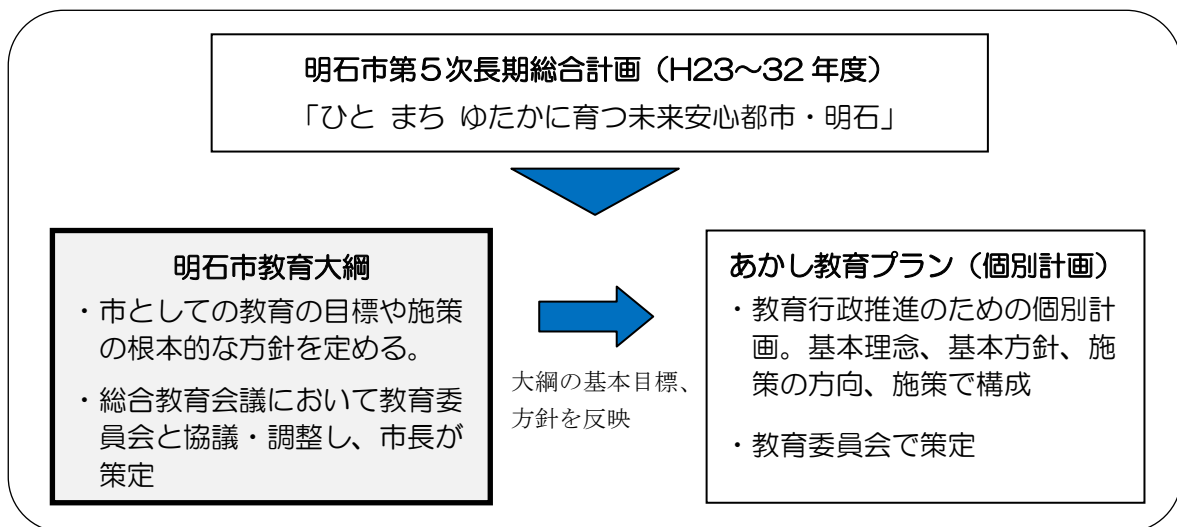 明石市第５次長期総合計画（H23～32 年度）
「ひと まち ゆたかに育つ未来安心都市・明石」
明石市教育大綱
・市としての教育の目標や施策
の根本的な方針を定める。
・総合教育会議において教育委
員会と協議・調整し、市長が
策定
大綱の基本目標、
方針を反映
あかし教育プラン（個別計画）
・教育行政推進のための個別計
画。基本理念、基本方針、施
策の方向、施策で構成
・教育委員会で策定